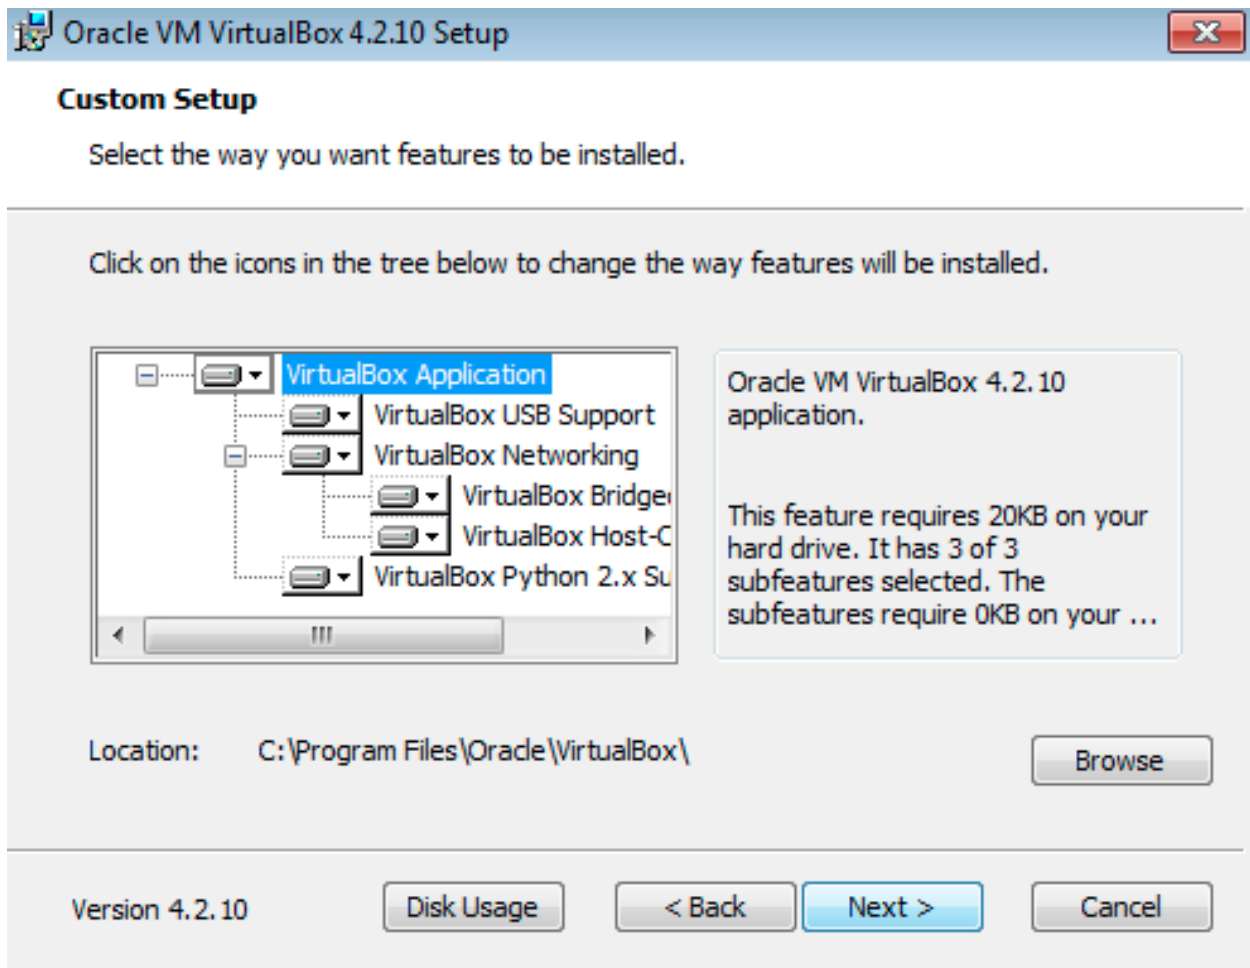 Oracle VM VirtualBox 4.2.10 Setup
Custom Setup
Select the way you want features to be installed.
Click on the icons in the tree below to change the way features will be installed.
VirtualBox Application
VirtualBox USB Support
VirtualBox Networking
VirtualBox Bridge
VirtualBox Host-C
VirtualBox Python 2.x Su
Oracle VM VirtualBox 4.2.10
application.
This feature requires 20KB on your
hard drive. It has 3 of 3
subfeatures selected. The
subfeatures require 0KB on your ...
Location: C:\Program Files\Oracle\VirtualBox\
Browse
Version 4.2.10
Disk Usage
< Back
Next >
Cancel